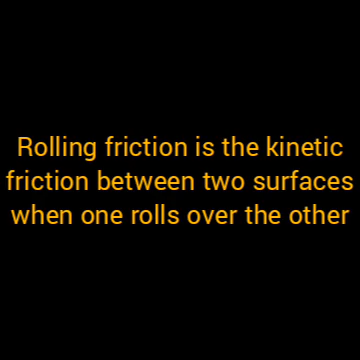 Rolling friction is the kinetic
friction between two surfaces
when one rolls over the other